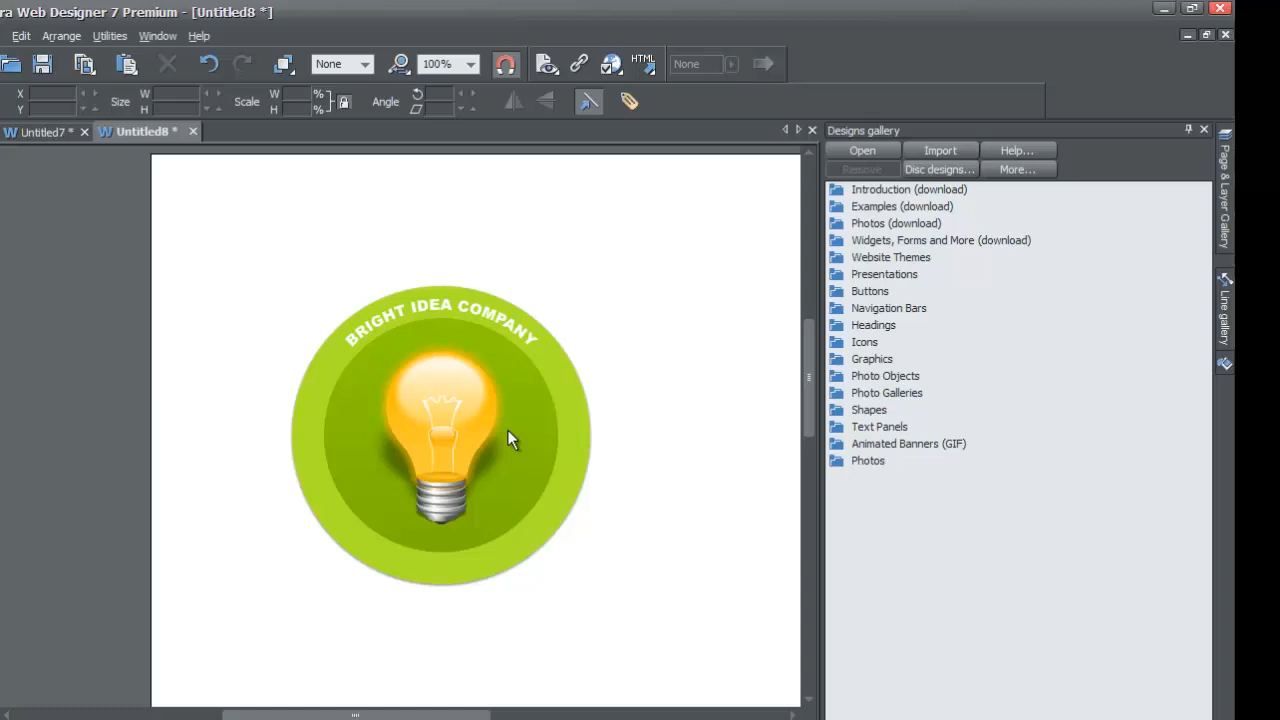 ra Web Designer 7 Premium - [Untitled8 *]
Edit Arrange Utilities Window Help
None 100% HTML None
X W % 
Y Size H Scale W H % Angle
Untitled7 * Untitled8 * Designs gallery
Open Import Help...
Remove Disc designs... More...
Introduction (download)
Examples (download)
Photos (download)
Widgets, Forms and More (download)
Website Themes
Presentations
Buttons
Navigation Bars
Headings
Icons
Graphics
Photo Objects
Photo Galleries
Shapes
Text Panels
Animated Banners (GIF)
Photos
Page & Layer Gallery
Line gallery
BRIGHT IDEA COMPANY